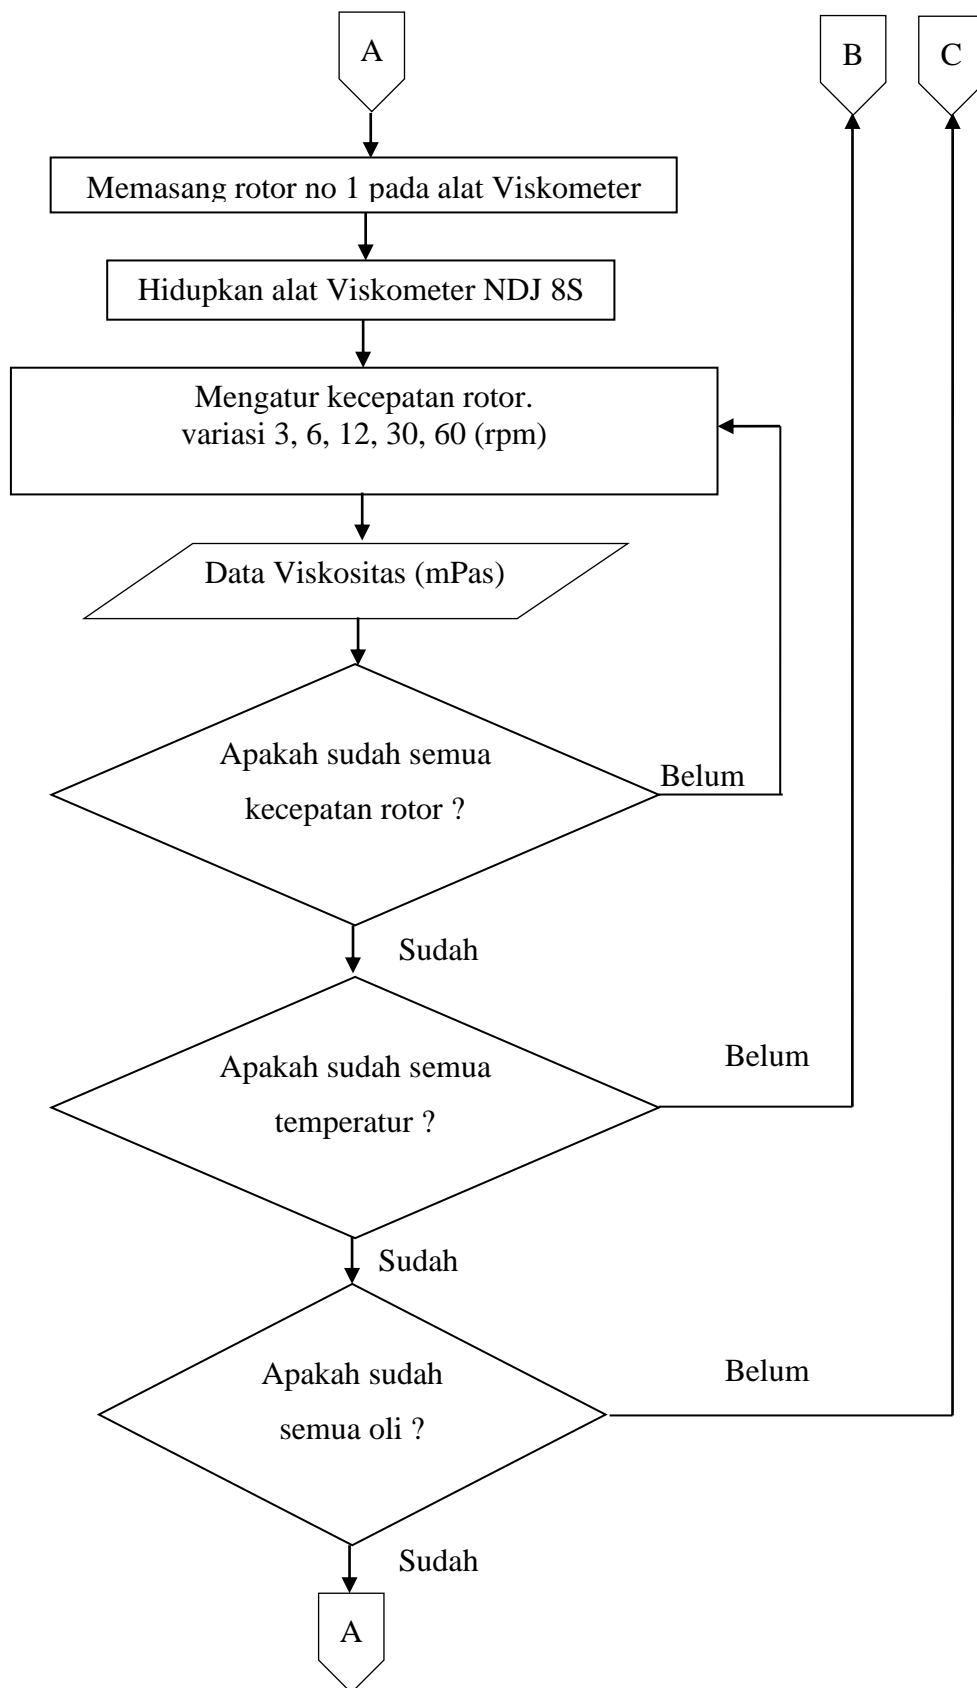 A
B
C
Memasang rotor no 1 pada alat Viskometer
Hidupkan alat Viskometer NDJ 8S
Mengatur kecepatan rotor.
variasi 3, 6, 12, 30, 60 (rpm)
Data Viskositas (mPas)
Apakah sudah semua
kecepatan rotor ?
Belum
Sudah
Apakah sudah semua
temperatur ?
Belum
Sudah
Apakah sudah
semua oli ?
Belum
Sudah
A